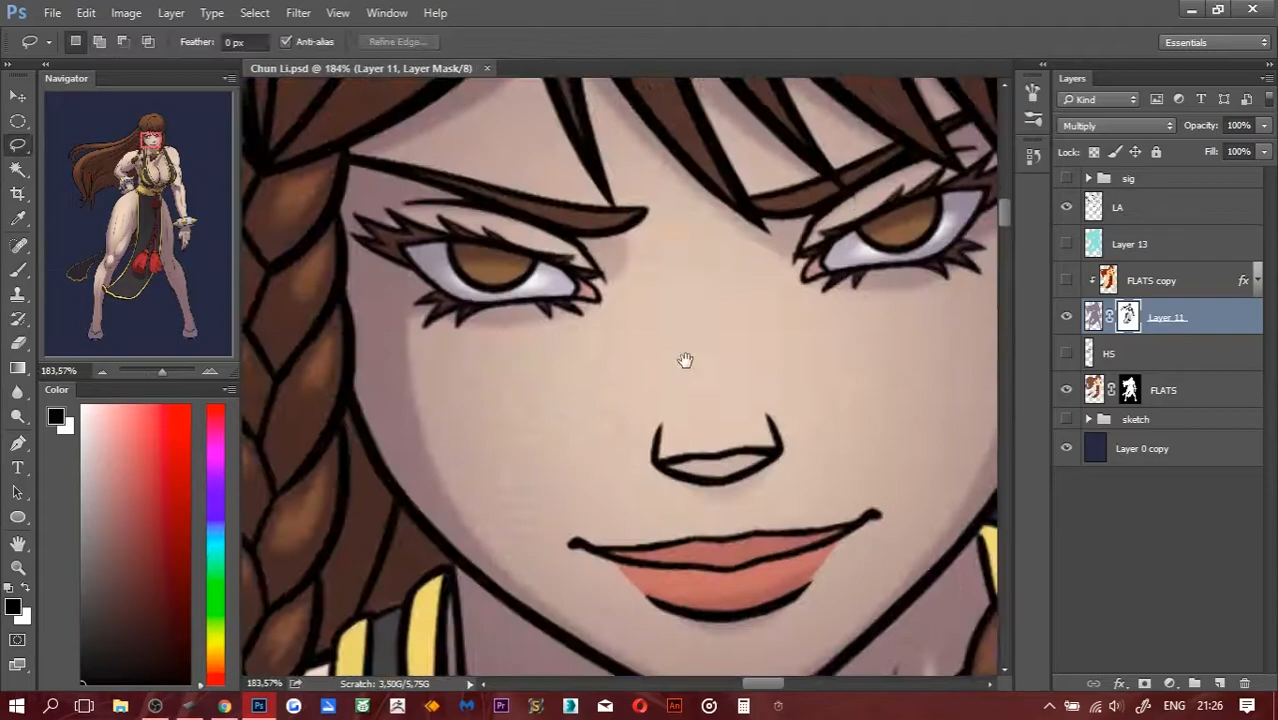 Ps File Edit Image Layer Type Select Filter View Window Help
Feather: 0 px Anti-alias Refine Edge... Essentials
Navigator
Chun Li.psd @ 184% (Layer 11, Layer Mask/8)
Layers
Kind
Multiply Opacity: 100%
Lock: Fill: 100%
sig
LA
Layer 13
FLATS copy fx
Layer 11
HS
FLATS
sketch
Layer 0 copy
183,57%
Color
183,57% Scratch: 3,50G/5,75G
fx
Pr An ENG 21:26